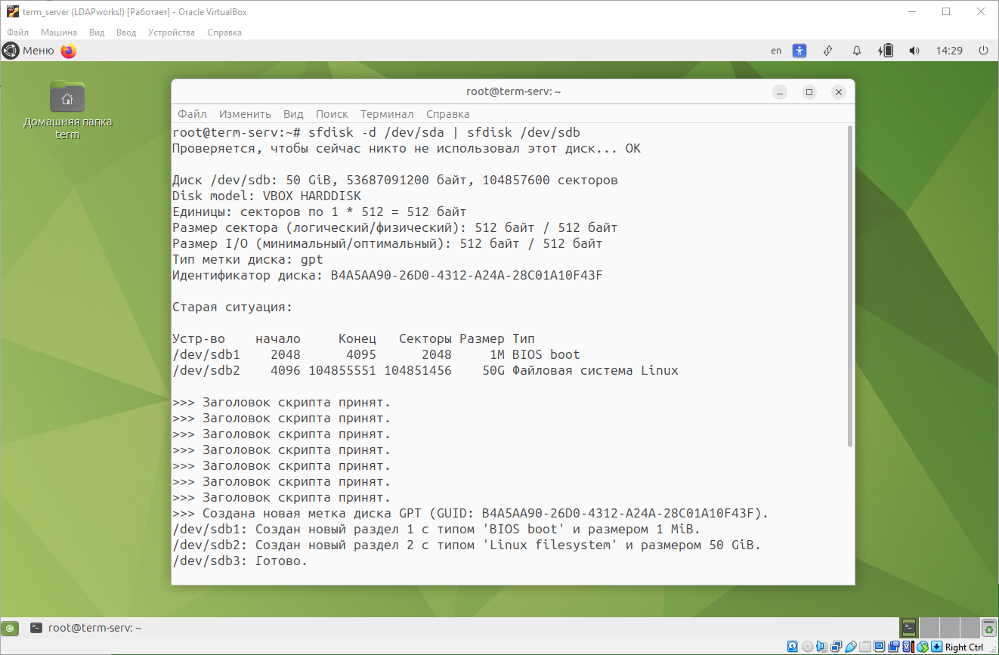 term_server (LDAPworks!) [Работает] - Oracle VirtualBox
Файл Машина Вид Ввод Устройства Справка
Меню en 14:29
Домашняя папка
term
root@term-serv: ~
Файл Изменить Вид Поиск Терминал Справка
root@term-serv:~# sfdisk -d /dev/sda | sfdisk /dev/sdb
Проверяется, чтобы сейчас никто не использовал этот диск... OK
Диск /dev/sdb: 50 GiB, 53687091200 байт, 104857600 секторов
Disk model: VBOX HARDDISK
Единицы: секторов по 1 * 512 = 512 байт
Размер сектора (логический/физический): 512 байт / 512 байт
Размер I/O (минимальный/оптимальный): 512 байт / 512 байт
Тип метки диска: gpt
Идентификатор диска: B4A5AA90-26D0-4312-A24A-28C01A10F43F
Старая ситуация:
Устр-во начало Конец Секторы Размер Тип
/dev/sdb1 2048 4095 2048 1M BIOS boot
/dev/sdb2 4096 104855551 104851456 50G Файловая система Linux
>>> Заголовок скрипта принят.
>>> Заголовок скрипта принят.
>>> Заголовок скрипта принят.
>>> Заголовок скрипта принят.
>>> Заголовок скрипта принят.
>>> Заголовок скрипта принят.
>>> Заголовок скрипта принят.
>>> Создана новая метка диска GPT (GUID: B4A5AA90-26D0-4312-A24A-28C01A10F43F).
/dev/sdb1: Создан новый раздел 1 с типом 'BIOS boot' и размером 1 MiB.
/dev/sdb2: Создан новый раздел 2 с типом 'Linux filesystem' и размером 50 GiB.
/dev/sdb3: Готово.
root@term-serv: ~
Right Ctrl